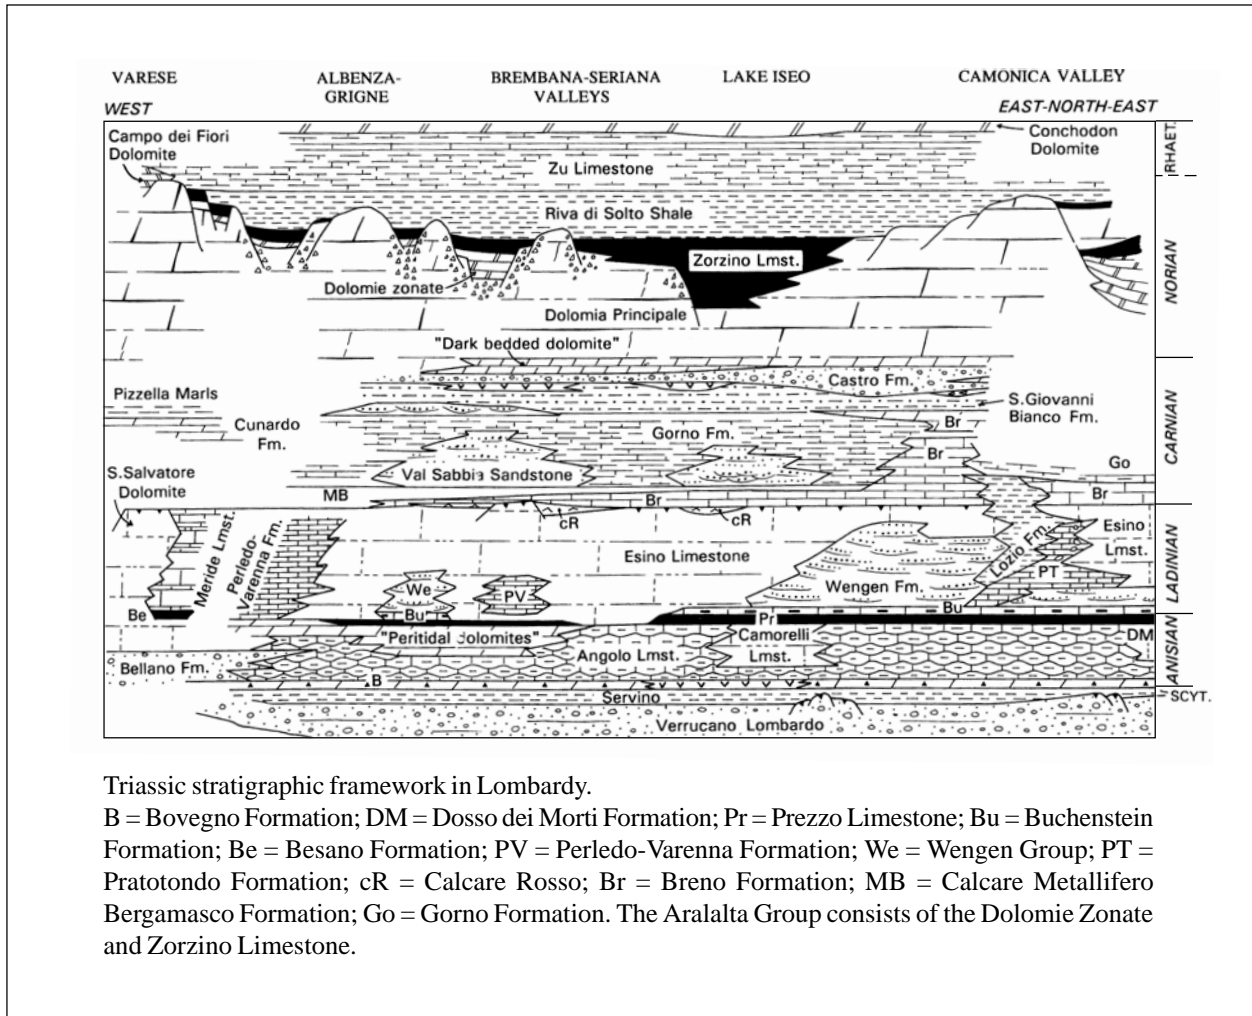 VARESE
ALBENZA-
GRIGNE
BREMBANA-SERIANA
VALLEYS
LAKE ISEO
CAMONICA VALLEY
WEST
EAST-NORTH-EAST
Campo dei Fiori
Dolomite
Conchodon
Dolomite
RHAET.
Zu Limestone
Riva di Solto Shale
Zorzino Lmst.
Dolomie zonate
NORIAN
Dolomia Principale
"Dark bedded dolomite"
Castro Fm.
Pizzella Marls
S.Giovanni
Bianco Fm.
Cunardo
Fm.
Br
Gorno Fm.
CARNIAN
Br
Go
S.Salvatore
Dolomite
Val Sabbia Sandstone
MB
Br
Br
cR
cR
Meride Lmst.
Perledo-
Varenna Fm.
Esino Limestone
Lozio Fm.
Esino
Lmst.
PT
LADINIAN
We
PV
Wengen Fm.
Be
Bu
Bu
Pr
"Peritidal dolomites"
Camorelli
Lmst.
DM
Angolo Lmst.
Bellano Fm.
ANISIAN
B
Servino
SCYT.
Verrucano Lombardo
Triassic stratigraphic framework in Lombardy.
B = Bovegno Formation; DM = Dosso dei Morti Formation; Pr = Prezzo Limestone; Bu = Buchenstein
Formation; Be = Besano Formation; PV = Perledo-Varenna Formation; We = Wengen Group; PT =
Pratotondo Formation; cR = Calcare Rosso; Br = Breno Formation; MB = Calcare Metallifero
Bergamasco Formation; Go = Gorno Formation. The Aralalta Group consists of the Dolomie Zonate
and Zorzino Limestone.